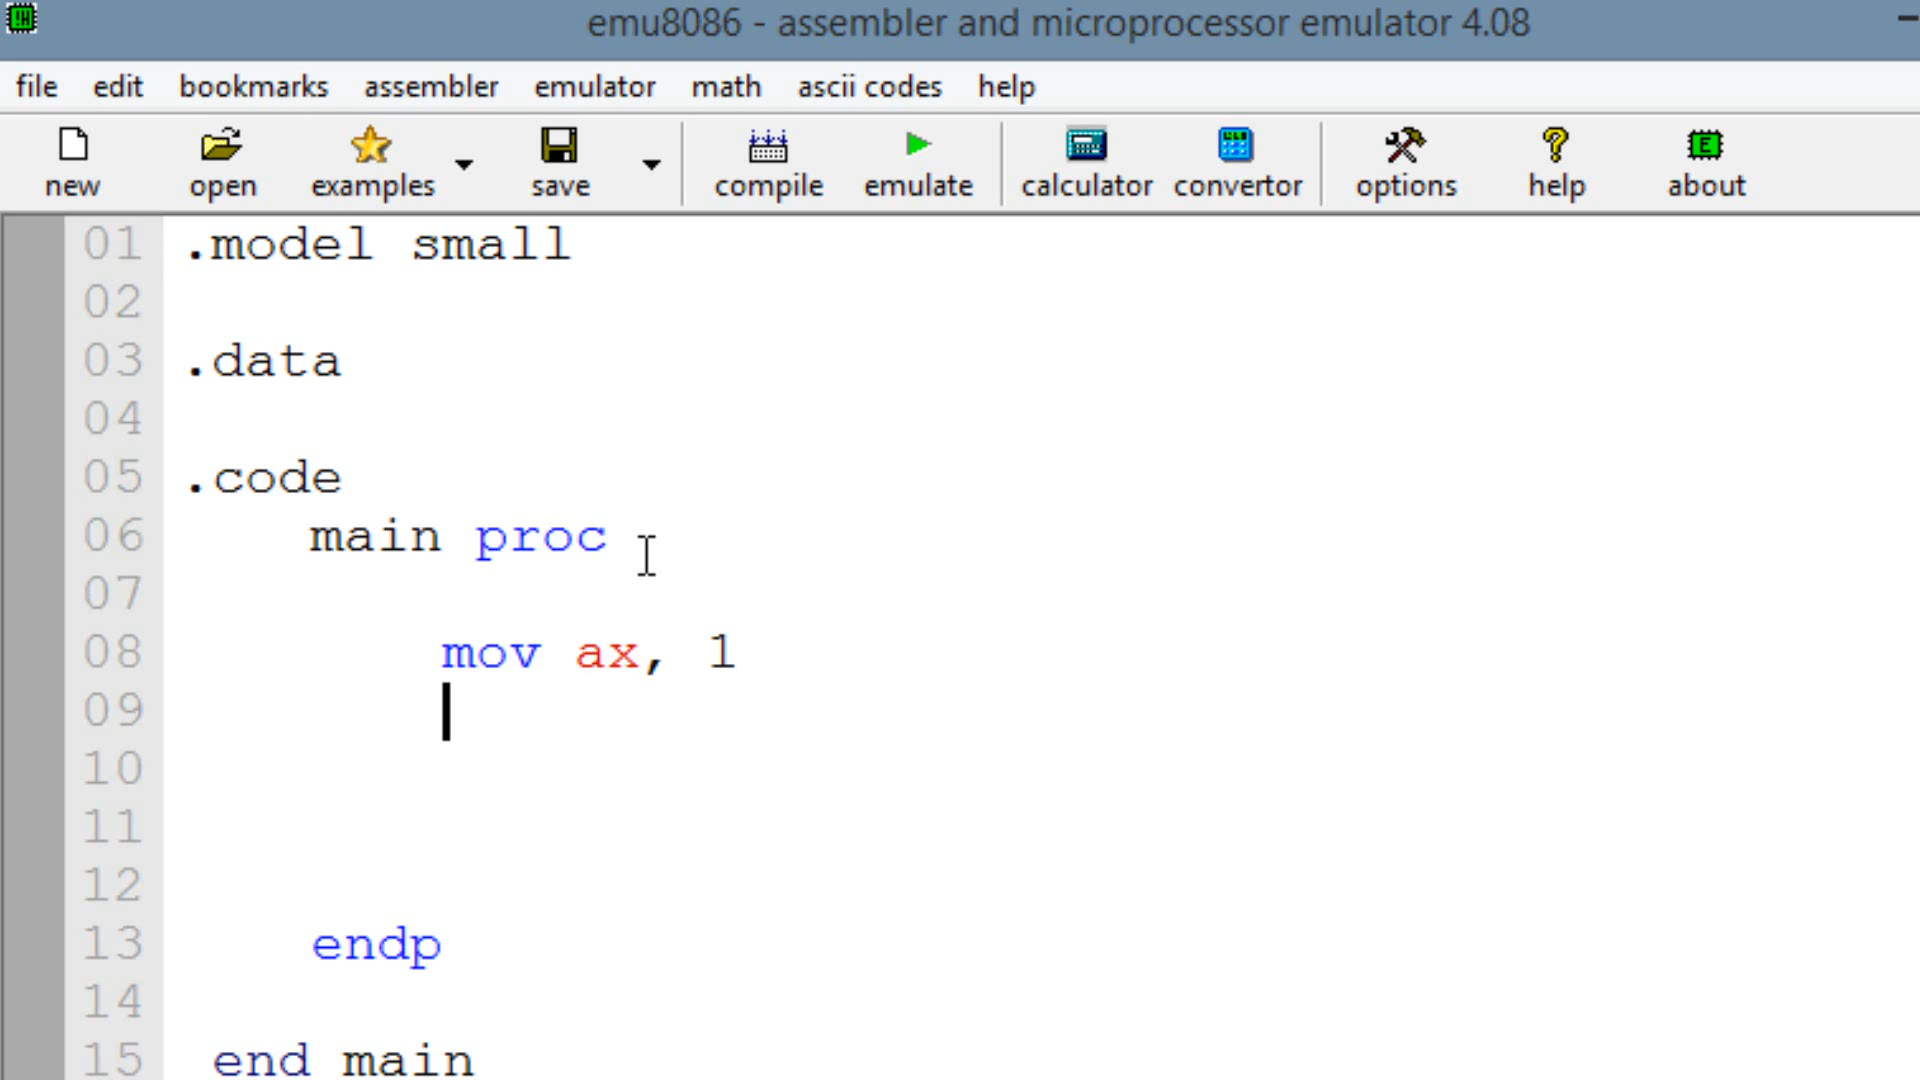 emu8086 - assembler and microprocessor emulator 4.08
file edit bookmarks assembler emulator math ascii codes help
new open examples save compile emulate calculator convertor options help about
01 .model small
02
03 .data
04
05 .code
06 main proc
07
08 mov ax, 1
09
10
11
12
13 endp
14
15 end main